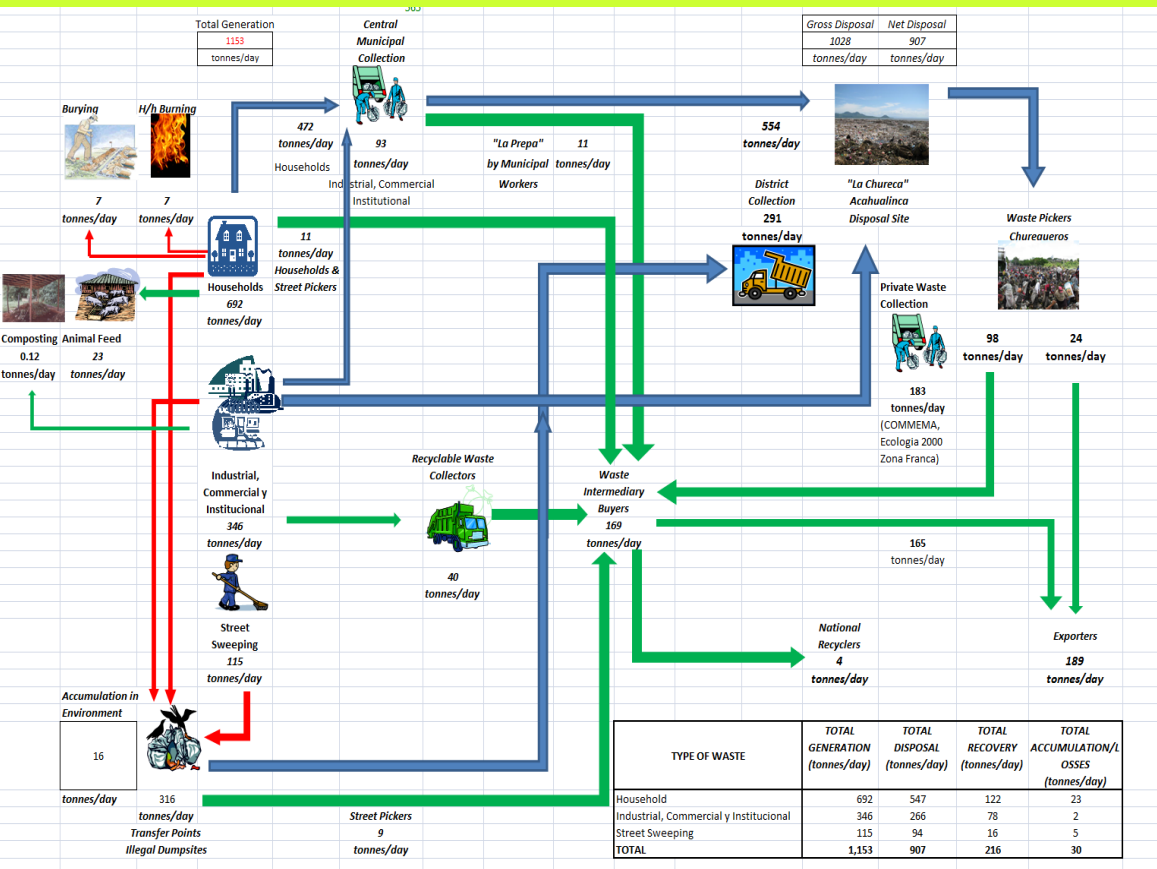 Total Generation
1153
tonnes/day
Central
Municipal
Collection
Gross Disposal Net Disposal
1028 907
tonnes/day tonnes/day
Burying
H/h Burning
7
tonnes/day
7
tonnes/day
472
tonnes/day
Households
93
tonnes/day
Industrial, Commercial
Institutional
"La Prepa"
by Municipal
Workers
11
tonnes/day
554
tonnes/day
District
Collection
291
tonnes/day
"La Chureca"
Acahualinca
Disposal Site
Waste Pickers
Chureaueros
11
tonnes/day
Households &
Street Pickers
Households
692
tonnes/day
Composting
0.12
tonnes/day
Animal Feed
23
tonnes/day
Private Waste
Collection
183
tonnes/day
(COMMEMA,
Ecologia 2000
Zona Franca)
98
tonnes/day
24
tonnes/day
Industrial,
Commercial y
Institucional
346
tonnes/day
Recyclable Waste
Collectors
40
tonnes/day
Waste
Intermediary
Buyers
169
tonnes/day
165
tonnes/day
Street
Sweeping
115
tonnes/day
National
Recyclers
4
tonnes/day
Exporters
189
tonnes/day
Accumulation in
Environment
16
tonnes/day
316
tonnes/day
Transfer Points
Illegal Dumpsites
Street Pickers
9
tonnes/day
TYPE OF WASTE
TOTAL
GENERATION
(tonnes/day)
TOTAL
DISPOSAL
(tonnes/day)
TOTAL
RECOVERY
(tonnes/day)
TOTAL
ACCUMULATION/L
OSSES
(tonnes/day)
Household 692 547 122 23
Industrial, Commercial y Institucional 346 266 78 2
Street Sweeping 115 94 16 5
TOTAL 1,153 907 216 30